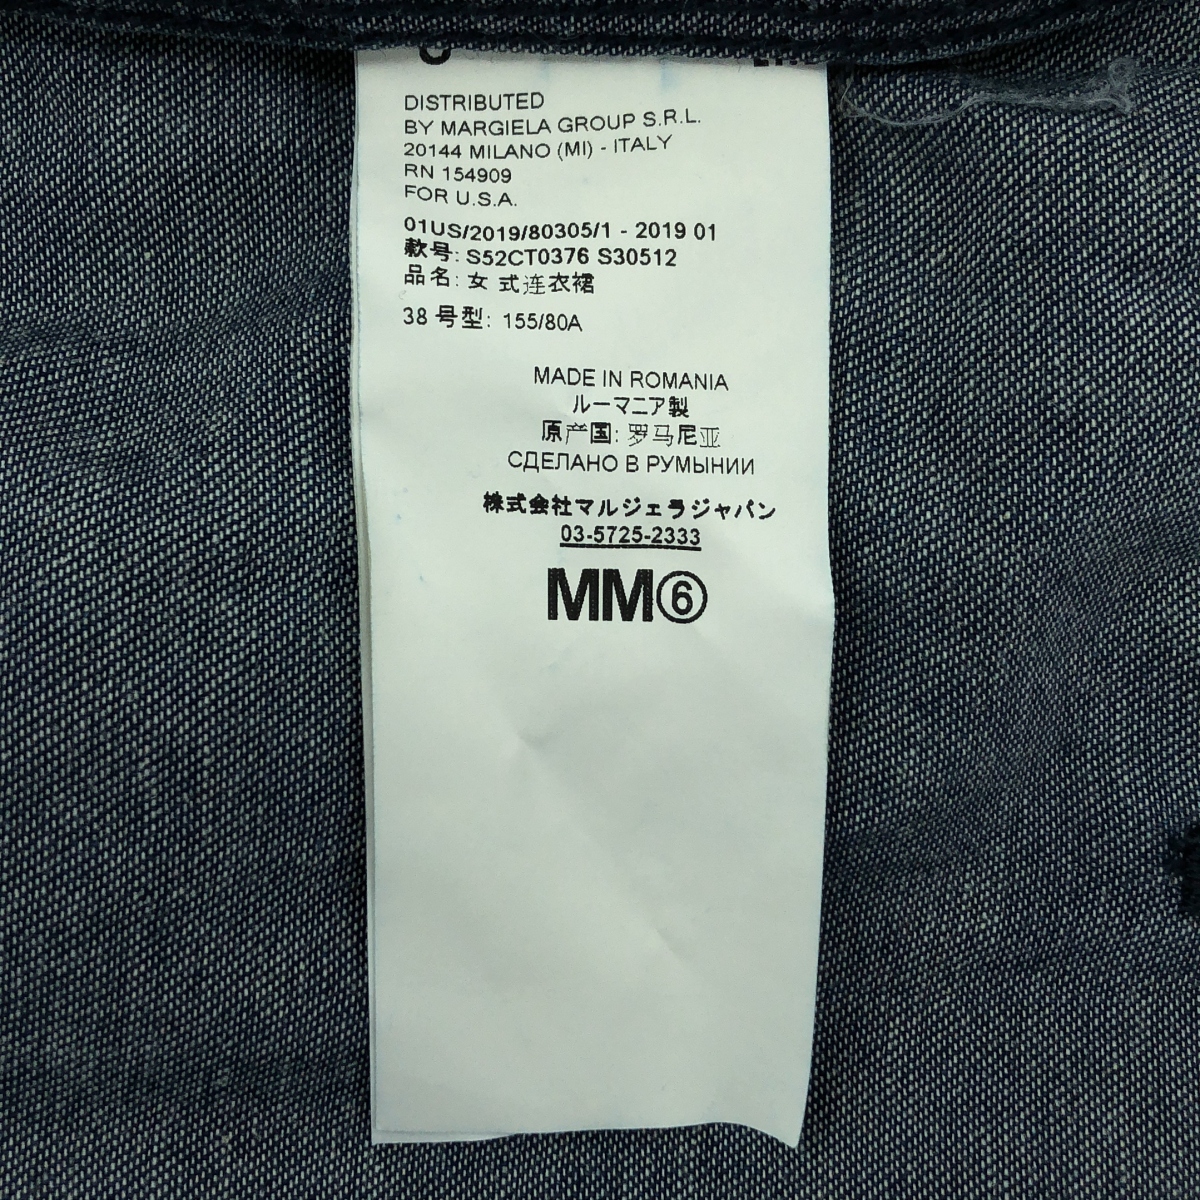 DISTRIBUTED
BY MARGIELA GROUP S.R.L.
20144 MILANO (MI) - ITALY
RN 154909
FOR U.S.A.
01US/2019/80305/1 - 2019 01
款号: S52CT0376 S30512
品名: 女 式连衣裙
38 号型: 155/80A
MADE IN ROMANIA
ルーマニア製
原产国: 罗马尼亚
СДЕЛАНО В РУМЫНИИ
株式会社マルジェラジャパン
03-5725-2333
MM⑥